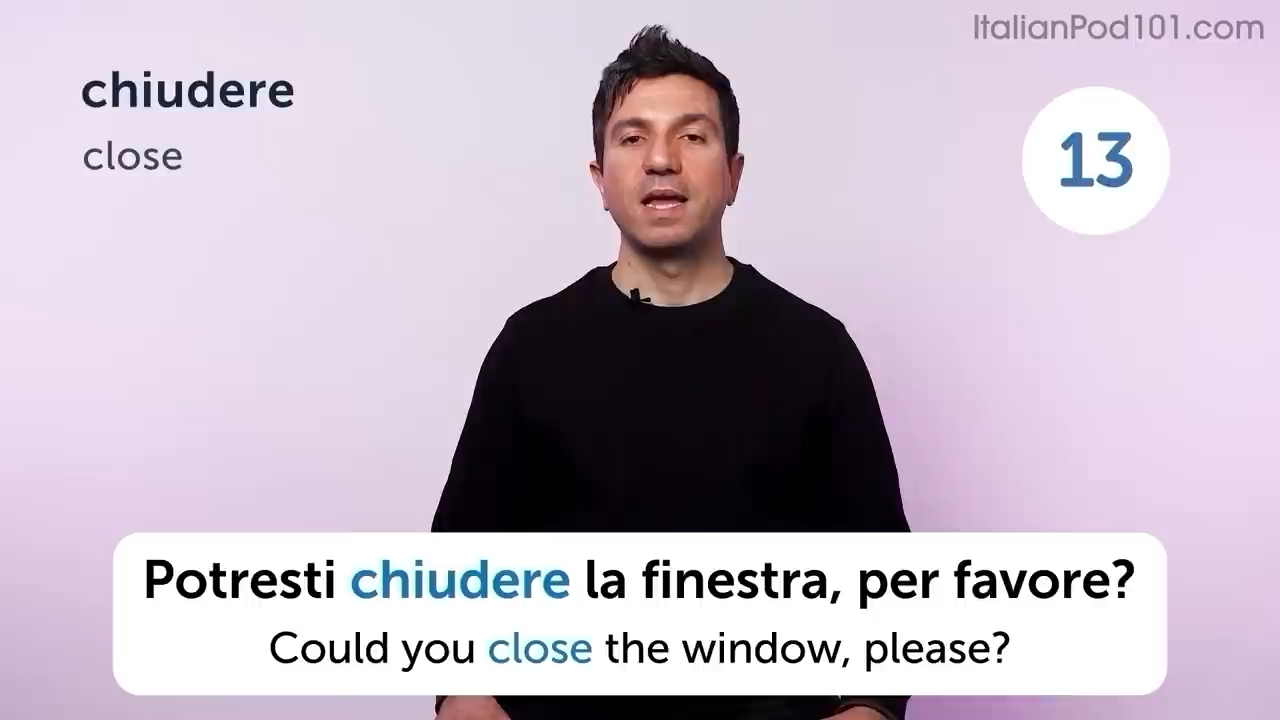 ItalianPod101.com
chiudere
close
13
Potresti chiudere la finestra, per favore?
Could you close the window, please?